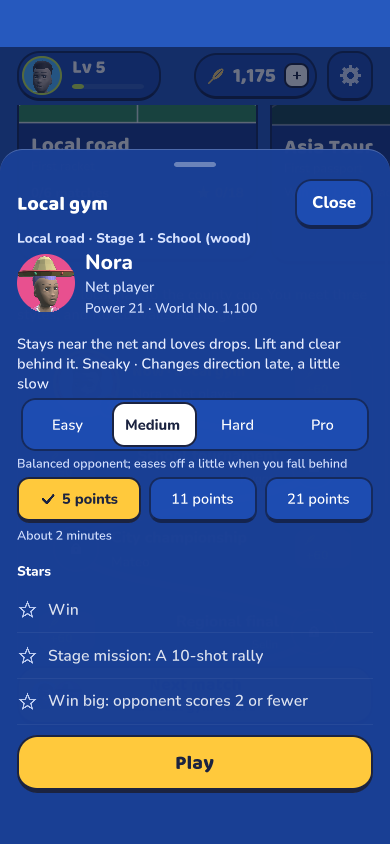 Lv 5
1,175
Local road
Asia Tour
Local gym
Close
Local road · Stage 1 · School (wood)
Nora
Net player
Power 21 · World No. 1,100
Stays near the net and loves drops. Lift and clear
behind it. Sneaky · Changes direction late, a little
slow
Easy
Medium
Hard
Pro
Balanced opponent; eases off a little when you fall behind
5 points
11 points
21 points
About 2 minutes
Stars
Win
Stage mission: A 10-shot rally
Win big: opponent scores 2 or fewer
Play